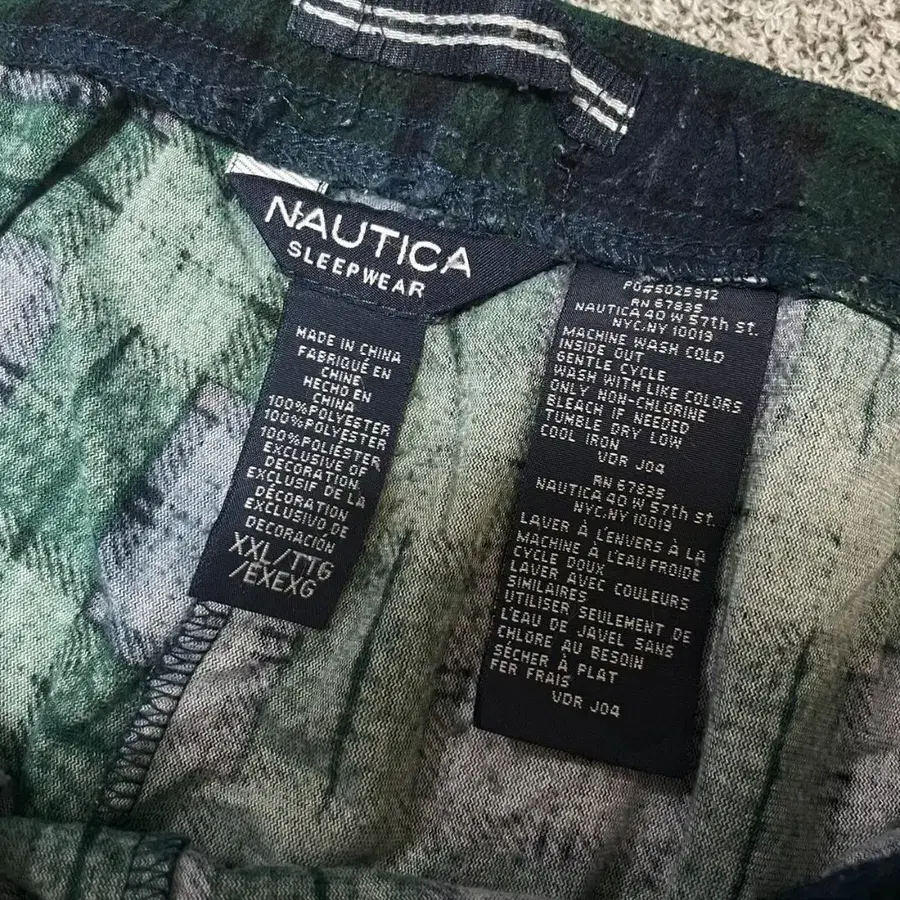 NAUTICA
SLEEPWEAR
MADE IN CHINA
FABRIQUÉ EN
CHINE
HECHO EN
CHINA
100%POLYESTER
100%POLYESTER
100%POLIÉSTER
EXCLUSIVE OF
DECORATION
EXCLUSIF DE LA
DÉCORATION
EXCLUSIVO DE
DECORACIÓN
XXL/TTG
/EXEXG
PO#5025912
RN 67835
NAUTICA 40 W 57th St.
NYC.NY 10019
MACHINE WASH COLD
INSIDE OUT
GENTLE CYCLE
WASH WITH LIKE COLORS
ONLY NON-CHLORINE
BLEACH IF NEEDED
TUMBLE DRY LOW
COOL IRON
VDR J04
RN 67835
NAUTICA 40 W 57th St.
NYC.NY 10019
LAVER À L'ENVERS À LA
MACHINE À L'EAU FROIDE
CYCLE DOUX
LAVER AVEC COULEURS
SIMILAIRES
UTILISER SEULEMENT DE
L'EAU DE JAVEL SANS
CHLORE AU BESOIN
SÉCHER À PLAT
FER FRAIS
VDR J04